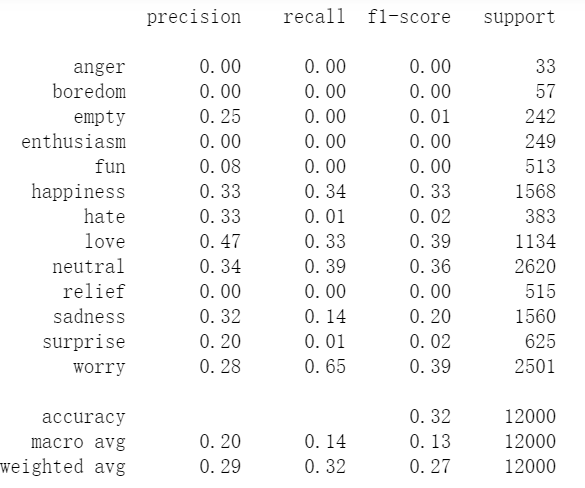 precision recall f1-score support
anger 0.00 0.00 0.00 33
boredom 0.00 0.00 0.00 57
empty 0.25 0.00 0.01 242
enthusiasm 0.00 0.00 0.00 249
fun 0.08 0.00 0.00 513
happiness 0.33 0.34 0.33 1568
hate 0.33 0.01 0.02 383
love 0.47 0.33 0.39 1134
neutral 0.34 0.39 0.36 2620
relief 0.00 0.00 0.00 515
sadness 0.32 0.14 0.20 1560
surprise 0.20 0.01 0.02 625
worry 0.28 0.65 0.39 2501
accuracy 0.32 12000
macro avg 0.20 0.14 0.13 12000
weighted avg 0.29 0.32 0.27 12000